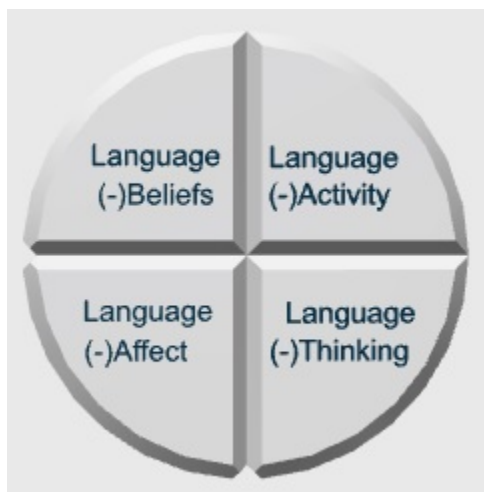 Language
(-)Beliefs
Language
(-)Activity
Language
(-)Affect
Language
(-)Thinking